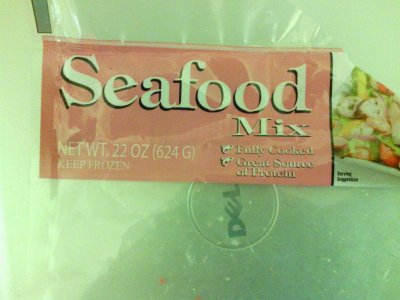 Seafood
Mix
NET WT. 22 OZ (624 G)
KEEP FROZEN
Fully Cooked
Great Source
of Protein
Serving
Suggestion
DELL